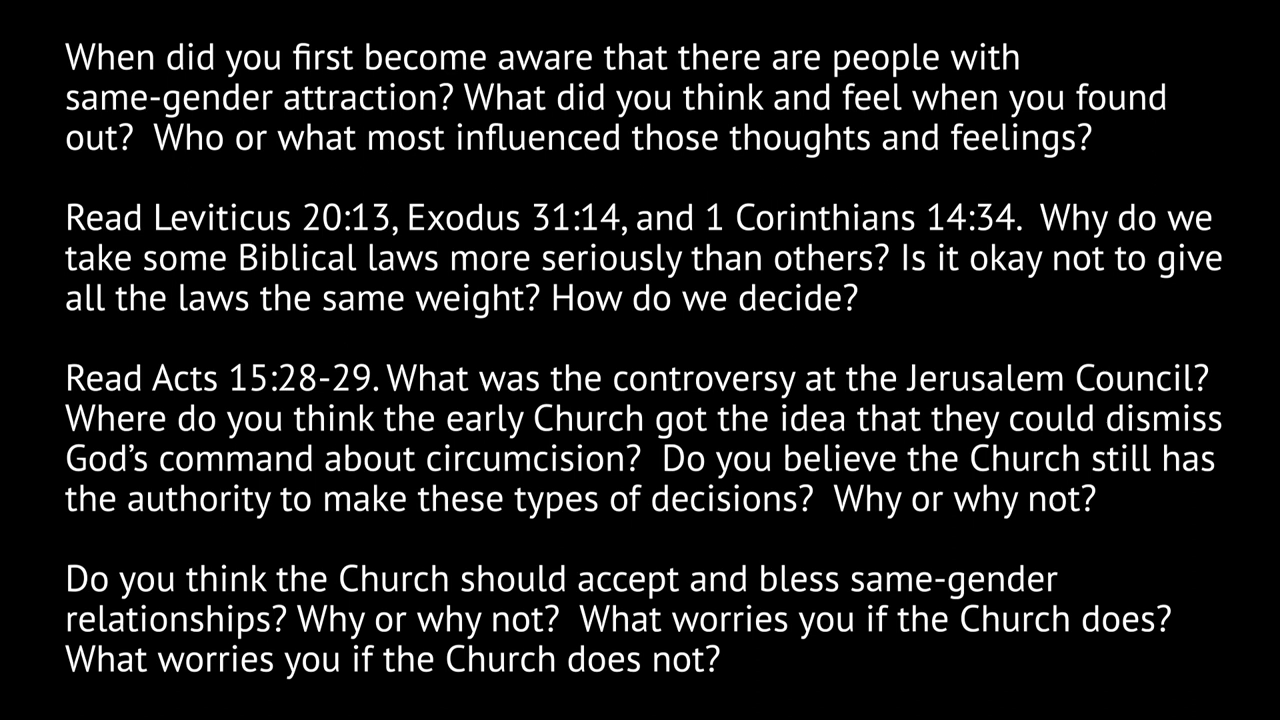 When did you first become aware that there are people with
same-gender attraction? What did you think and feel when you found
out?  Who or what most influenced those thoughts and feelings?
Read Leviticus 20:13, Exodus 31:14, and 1 Corinthians 14:34.  Why do we
take some Biblical laws more seriously than others? Is it okay not to give
all the laws the same weight? How do we decide?
Read Acts 15:28-29. What was the controversy at the Jerusalem Council?
Where do you think the early Church got the idea that they could dismiss
God’s command about circumcision?  Do you believe the Church still has
the authority to make these types of decisions?  Why or why not?
Do you think the Church should accept and bless same-gender
relationships? Why or why not?  What worries you if the Church does?
What worries you if the Church does not?